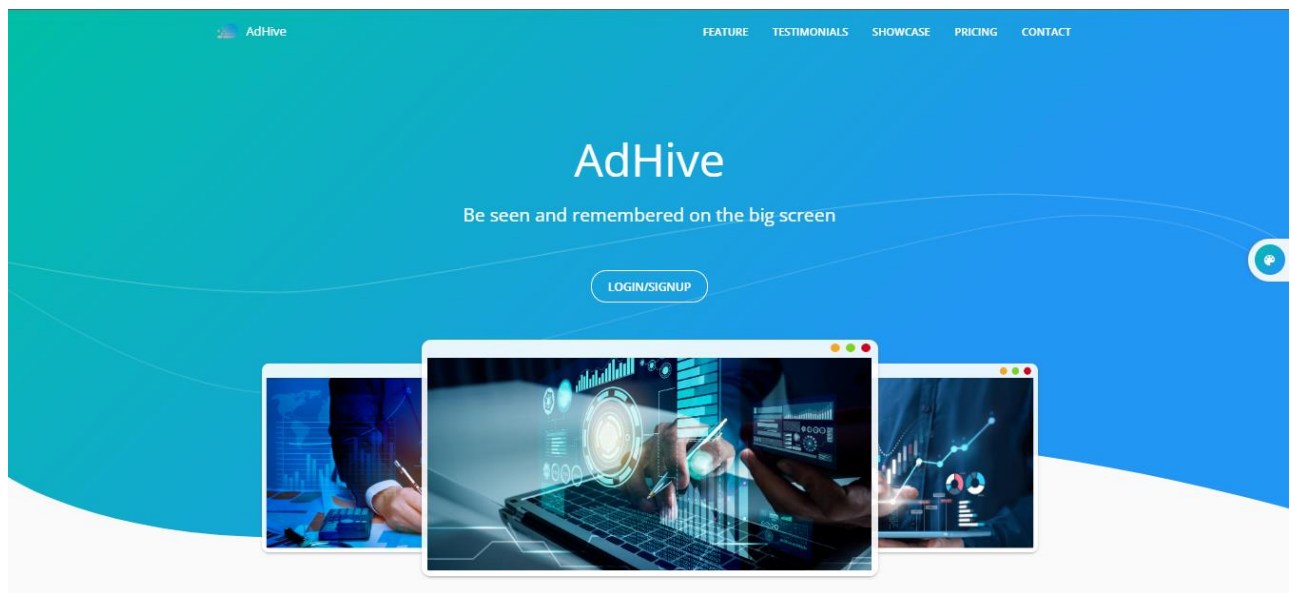 AdHive
FEATURE TESTIMONIALS SHOWCASE PRICING CONTACT
AdHive
Be seen and remembered on the big screen
LOGIN/SIGNUP